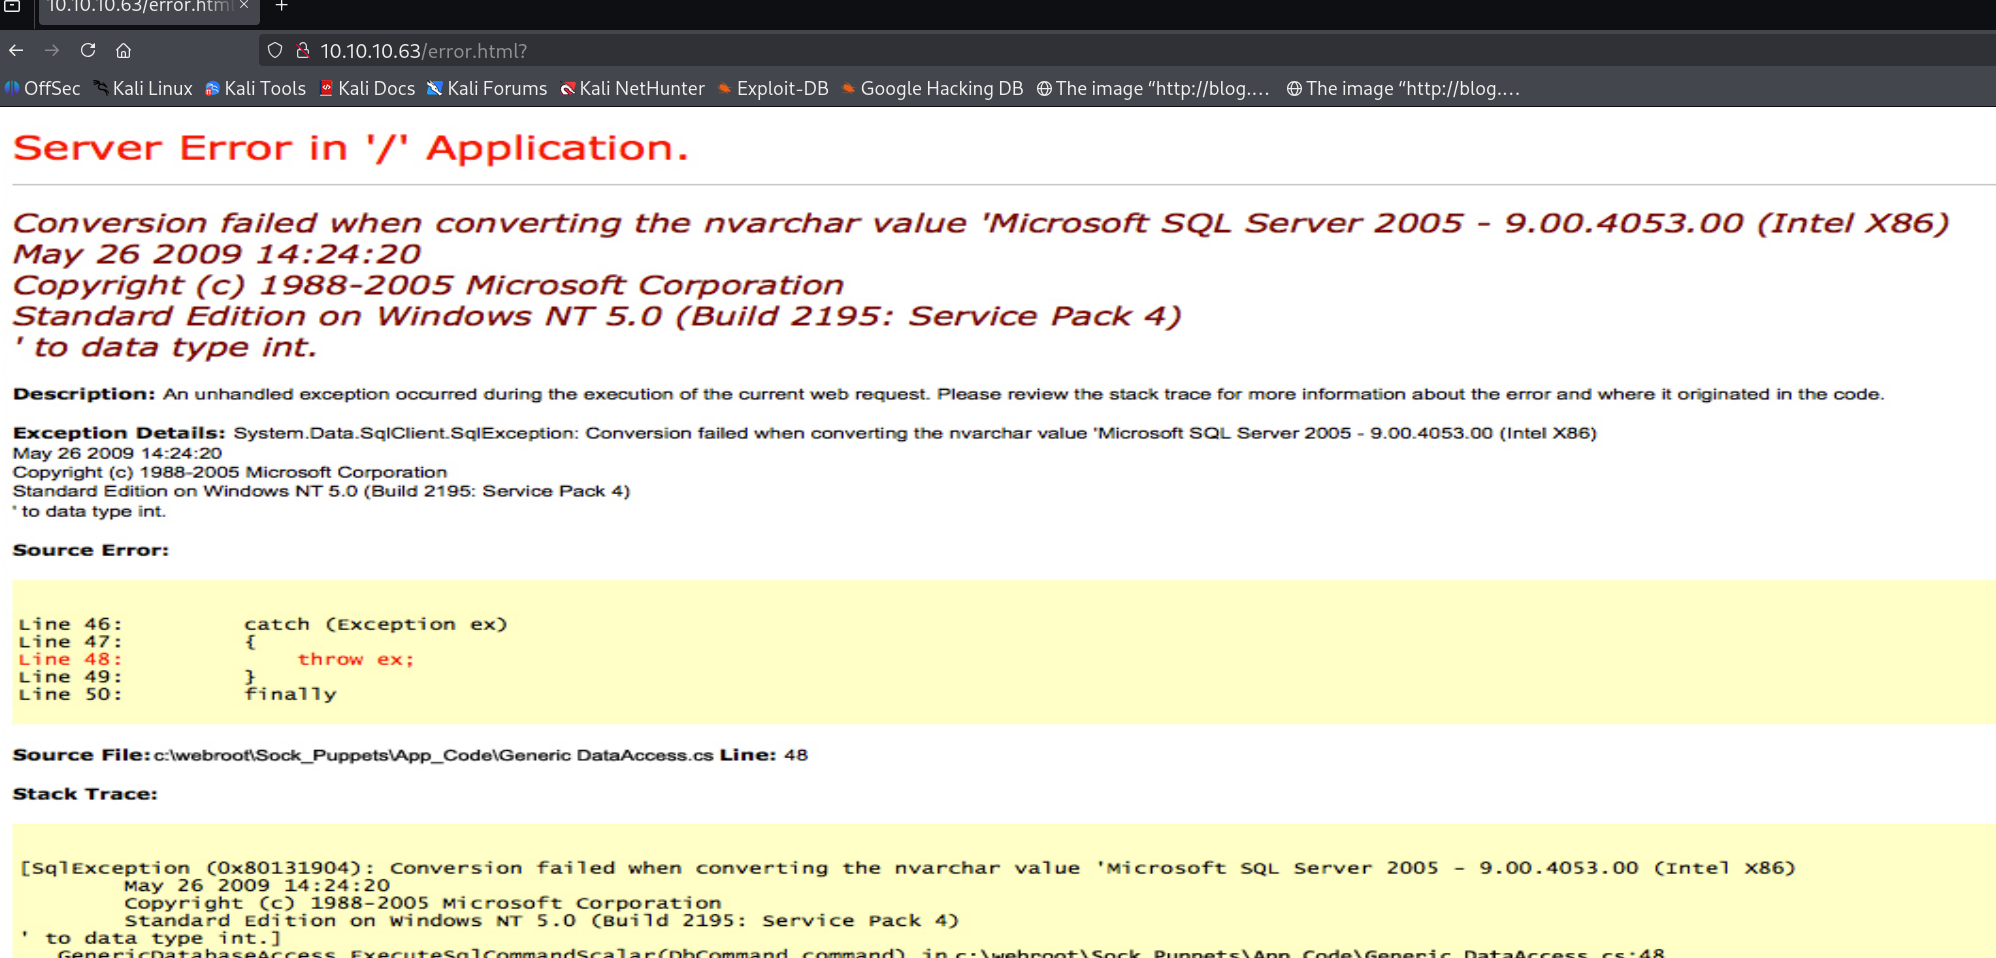 10.10.10.63/error.html
10.10.10.63/error.html?
OffSec Kali Linux Kali Tools Kali Docs Kali Forums Kali NetHunter Exploit-DB Google Hacking DB The image “http://blog.… The image “http://blog.…
Server Error in '/' Application.
Conversion failed when converting the nvarchar value 'Microsoft SQL Server 2005 - 9.00.4053.00 (Intel X86)
May 26 2009 14:24:20
Copyright (c) 1988-2005 Microsoft Corporation
Standard Edition on Windows NT 5.0 (Build 2195: Service Pack 4)
' to data type int.
Description: An unhandled exception occurred during the execution of the current web request. Please review the stack trace for more information about the error and where it originated in the code.
Exception Details: System.Data.SqlClient.SqlException: Conversion failed when converting the nvarchar value 'Microsoft SQL Server 2005 - 9.00.4053.00 (Intel X86)
May 26 2009 14:24:20
Copyright (c) 1988-2005 Microsoft Corporation
Standard Edition on Windows NT 5.0 (Build 2195: Service Pack 4)
' to data type int.
Source Error:
Line 46: catch (Exception ex)
Line 47: {
Line 48: throw ex;
Line 49: }
Line 50: finally
Source File: c:\webroot\Sock_Puppets\App_Code\Generic DataAccess.cs Line: 48
Stack Trace:
[SqlException (0x80131904): Conversion failed when converting the nvarchar value 'Microsoft SQL Server 2005 - 9.00.4053.00 (Intel X86)
May 26 2009 14:24:20
Copyright (c) 1988-2005 Microsoft Corporation
Standard Edition on Windows NT 5.0 (Build 2195: Service Pack 4)
' to data type int.]
GenericDatabaseAccess.ExecuteSqlCommandScalar(DbCommand command) in c:\webroot\Sock_Puppets\App_Code\Generic DataAccess.cs:48